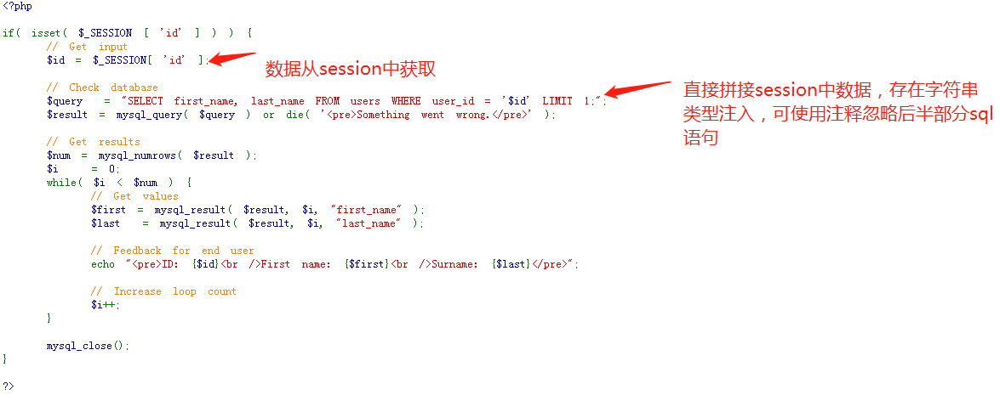 <?php
if( isset( $_SESSION [ 'id' ] ) ) {
// Get input
$id = $_SESSION[ 'id' ];
数据从session中获取
// Check database
$query = "SELECT first_name, last_name FROM users WHERE user_id = '$id' LIMIT 1;";
$result = mysql_query( $query ) or die( '<pre>Something went wrong.</pre>' );
直接拼接session中数据，存在字符串
类型注入，可使用注释忽略后半部分sql
语句
// Get results
$num = mysql_numrows( $result );
$i = 0;
while( $i < $num ) {
// Get values
$first = mysql_result( $result, $i, "first_name" );
$last = mysql_result( $result, $i, "last_name" );
// Feedback for end user
echo "<pre>ID: {$id}<br />First name: {$first}<br />Surname: {$last}</pre>";
// Increase loop count
$i++;
}
mysql_close();
}
?>